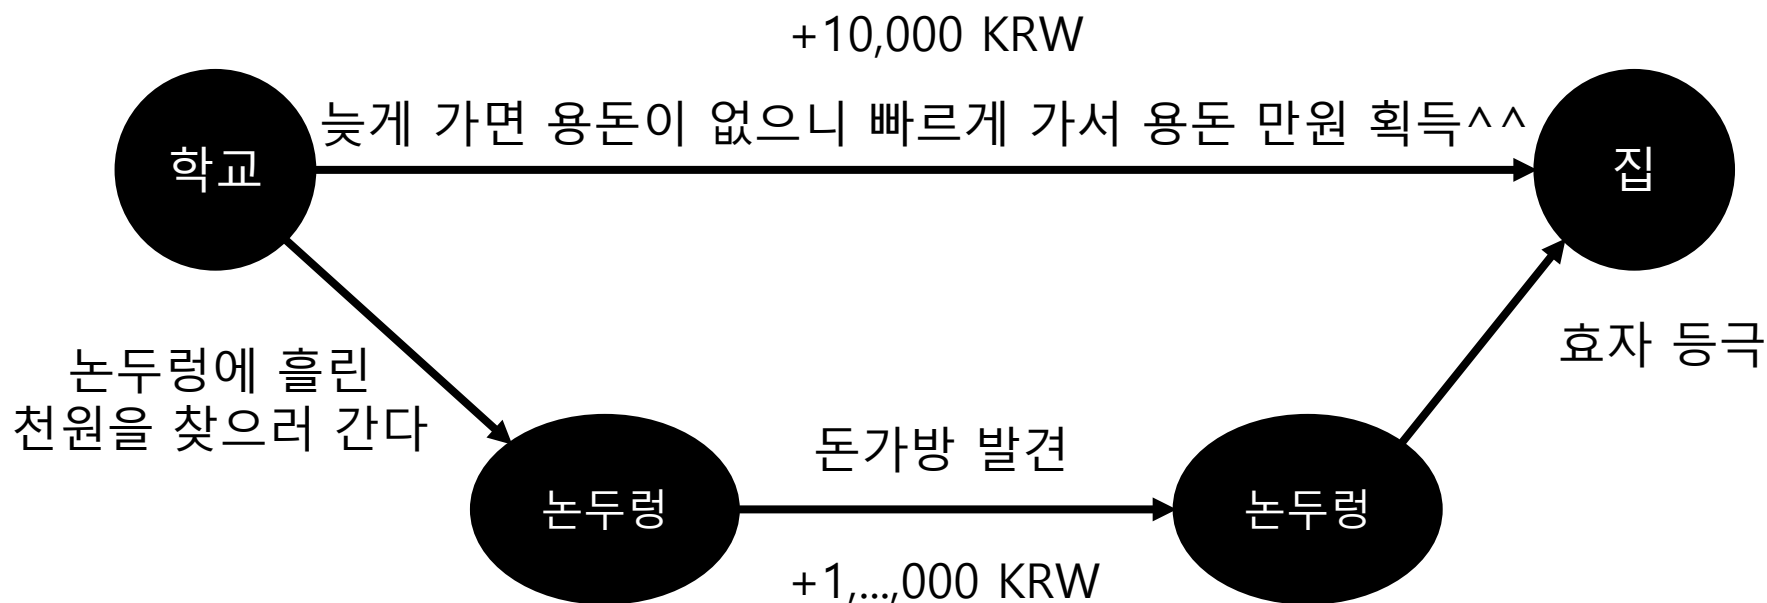 +10,000 KRW
늦게 가면 용돈이 없으니 빠르게 가서 용돈 만원 획득^^
학교
집
논두렁에 흘린
천원을 찾으러 간다
효자 등극
돈가방 발견
논두렁
논두렁
+1,...,000 KRW